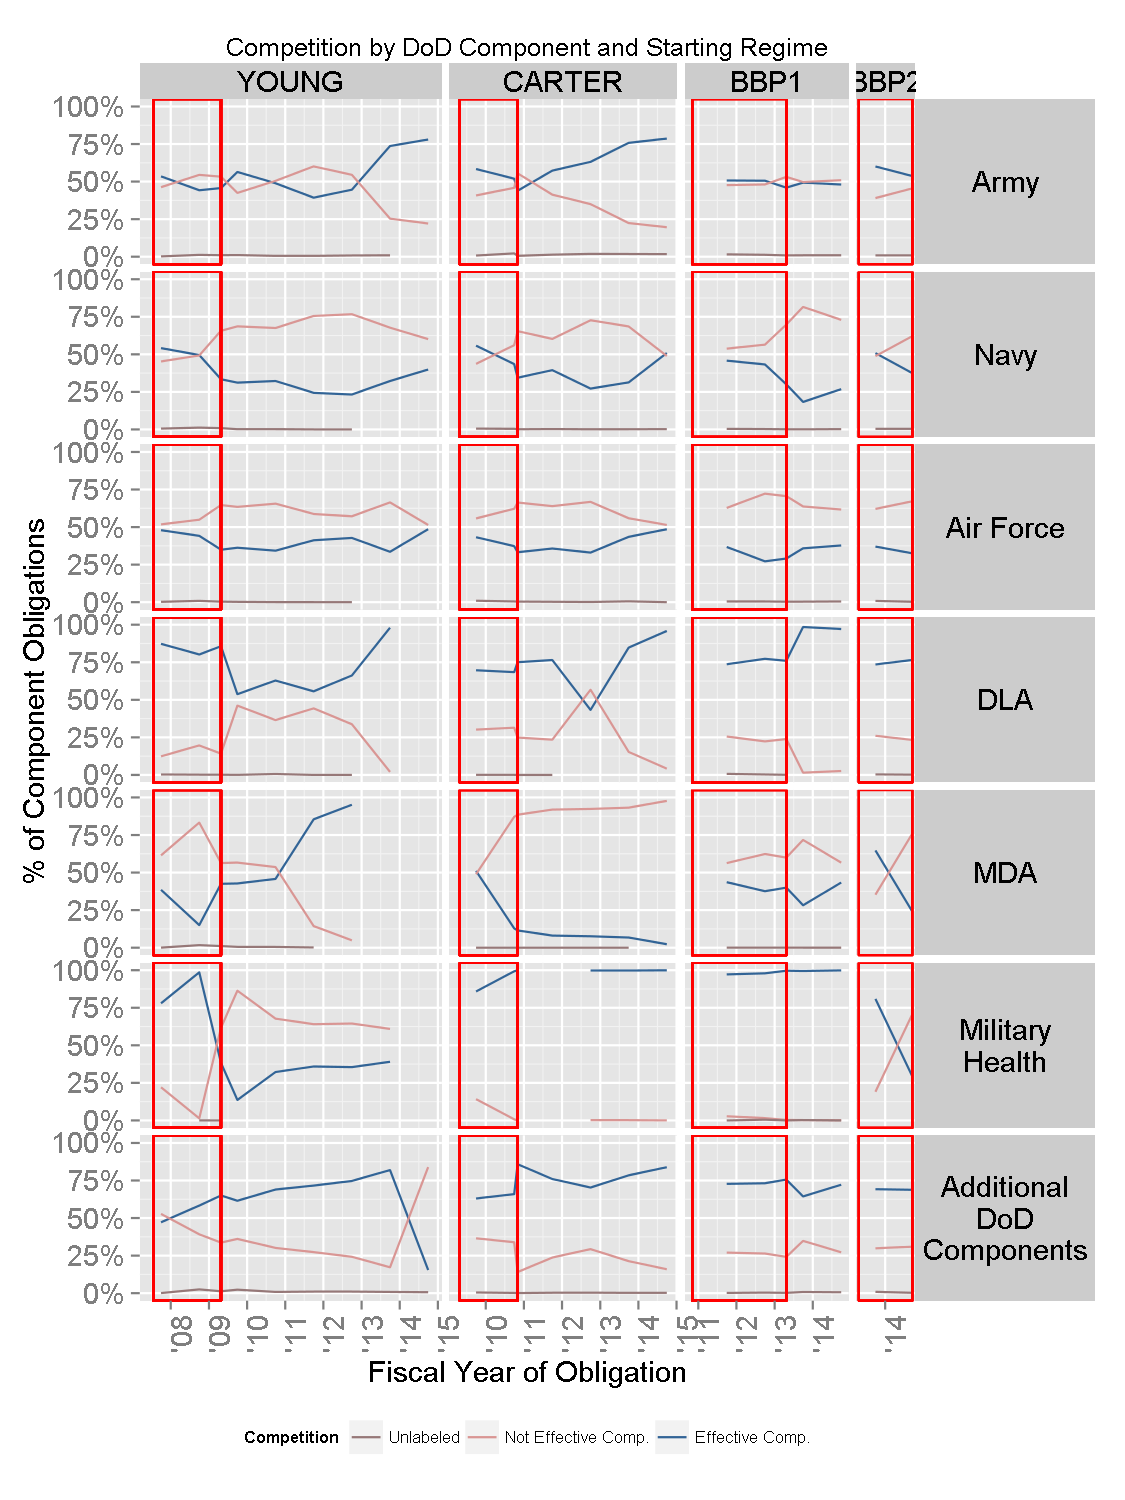 Competition by DoD Component and Starting Regime
YOUNG CARTER BBP1 BBP2
100%
75%
50%
25%
0%
Army
100%
75%
50%
25%
0%
Navy
100%
75%
50%
25%
0%
Air Force
100%
75%
50%
25%
0%
DLA
100%
75%
50%
25%
0%
MDA
100%
75%
50%
25%
0%
Military
Health
100%
75%
50%
25%
0%
Additional
DoD
Components
% of Component Obligations
'08 '09 '10 '11 '12 '13 '14 '15 '10 '11 '12 '13 '14 '15 '11 '12 '13 '14 '14
Fiscal Year of Obligation
Competition Unlabeled Not Effective Comp. Effective Comp.